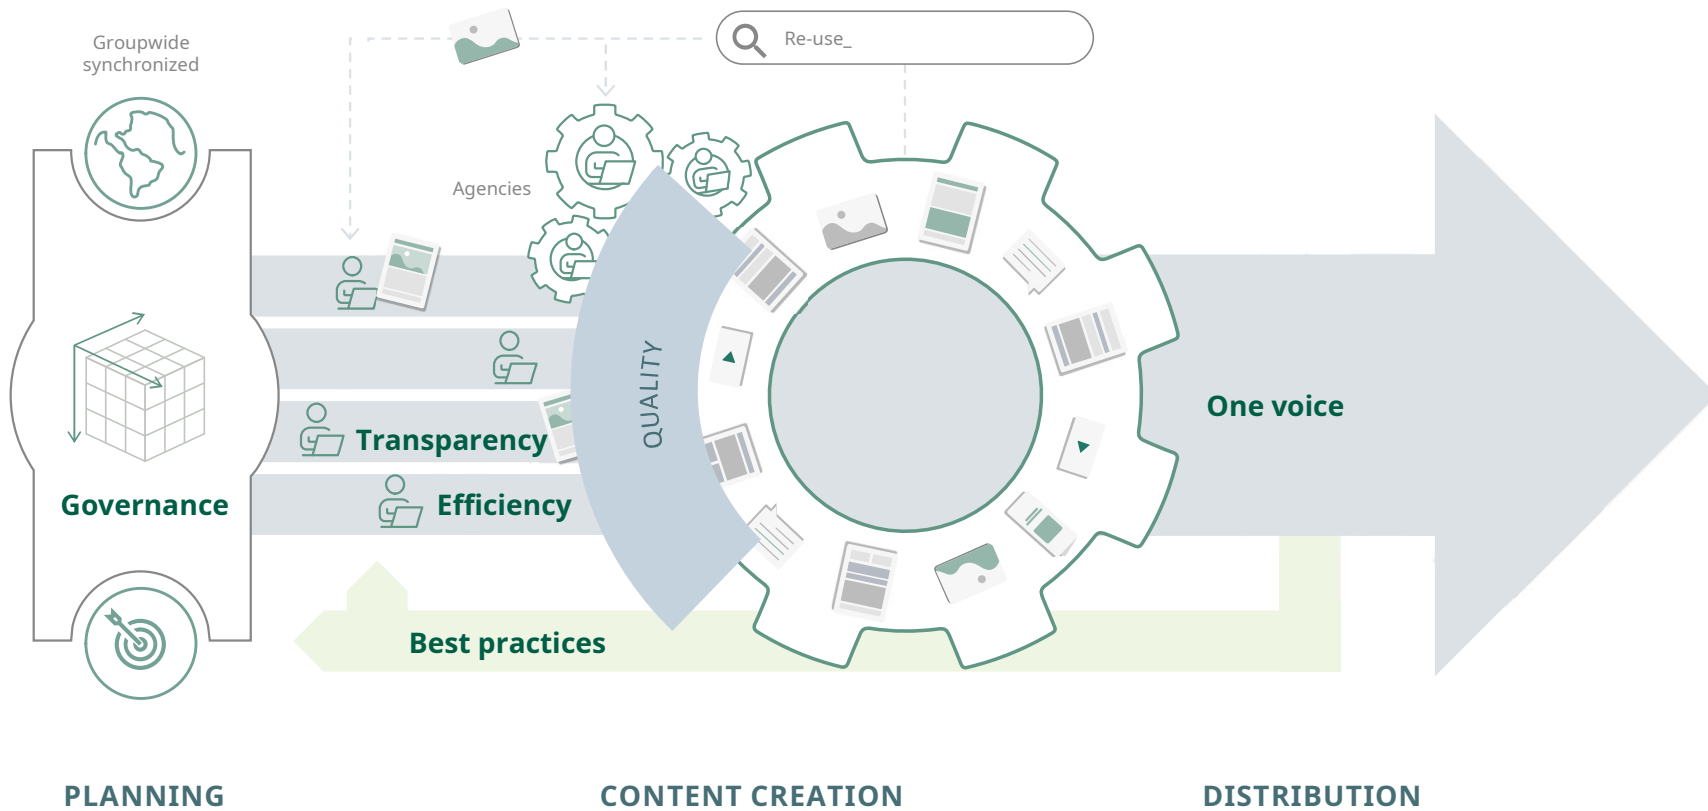 Groupwide
synchronized
Re-use_
Agencies
QUALITY
One voice
Transparency
Governance
Efficiency
Best practices
PLANNING
CONTENT CREATION
DISTRIBUTION